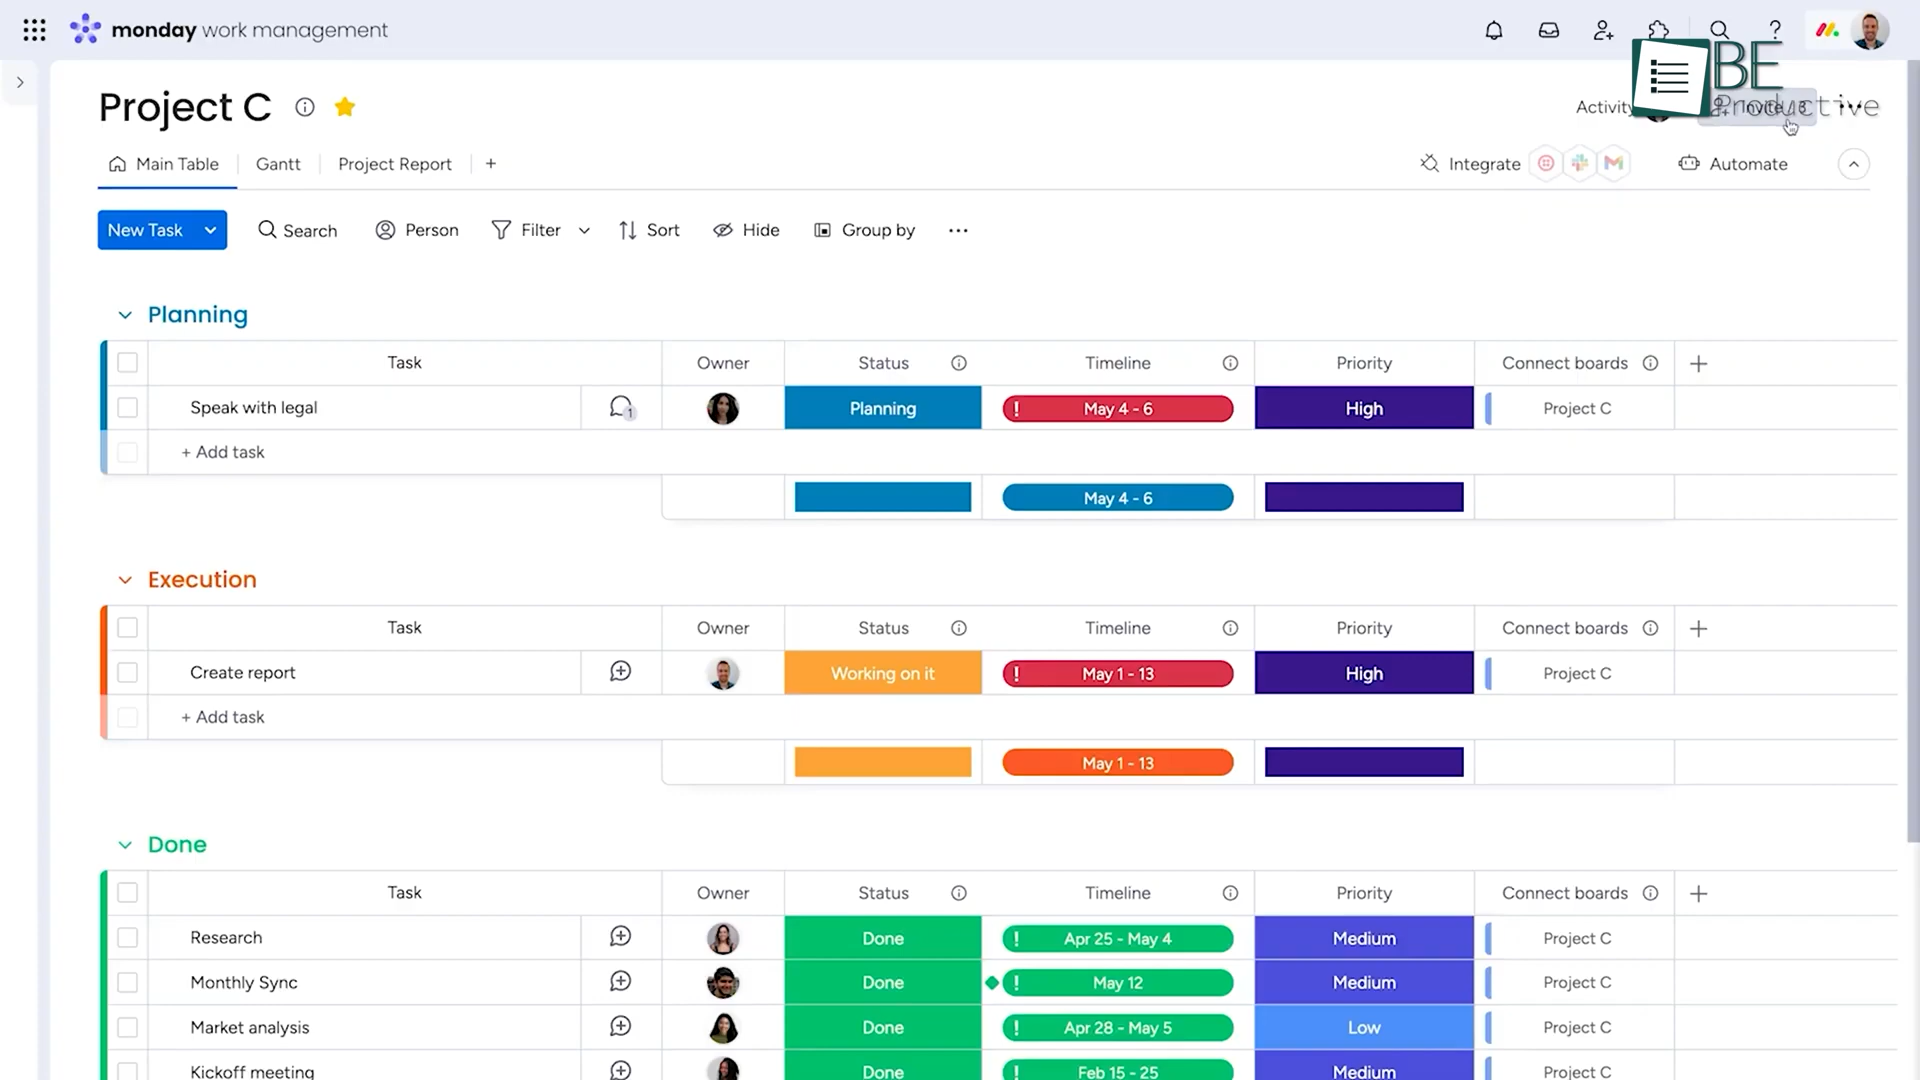 monday work management
BE
Productive
Project C
Activity
Invite / 3
Main Table
Gantt
Project Report
+
Integrate
Automate
New Task
Search
Person
Filter
Sort
Hide
Group by
Planning
Task Owner Status Timeline Priority Connect boards +
Speak with legal 1 Planning ! May 4 - 6 High Project C
+ Add task
May 4 - 6
Execution
Task Owner Status Timeline Priority Connect boards +
Create report Working on it ! May 1 - 13 High Project C
+ Add task
May 1 - 13
Done
Task Owner Status Timeline Priority Connect boards +
Research Done ! Apr 25 - May 4 Medium Project C
Monthly Sync Done ! May 12 Medium Project C
Market analysis Done ! Apr 28 - May 5 Low Project C
Kickoff meeting Done ! Feb 15 - 25 Medium Project C